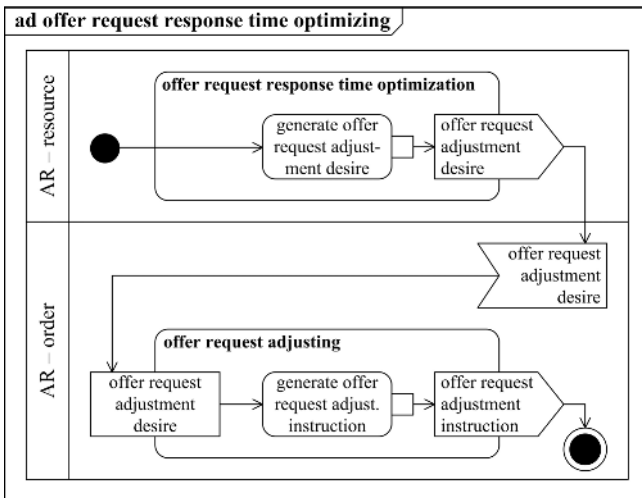 ad offer request response time optimizing
AR – resource
offer request response time optimization
generate offer
request adjust-
ment desire
offer request
adjustment
desire
AR – order
offer request
adjustment
desire
offer request adjusting
offer request
adjustment
desire
generate offer
request adjust.
instruction
offer request
adjustment
instruction